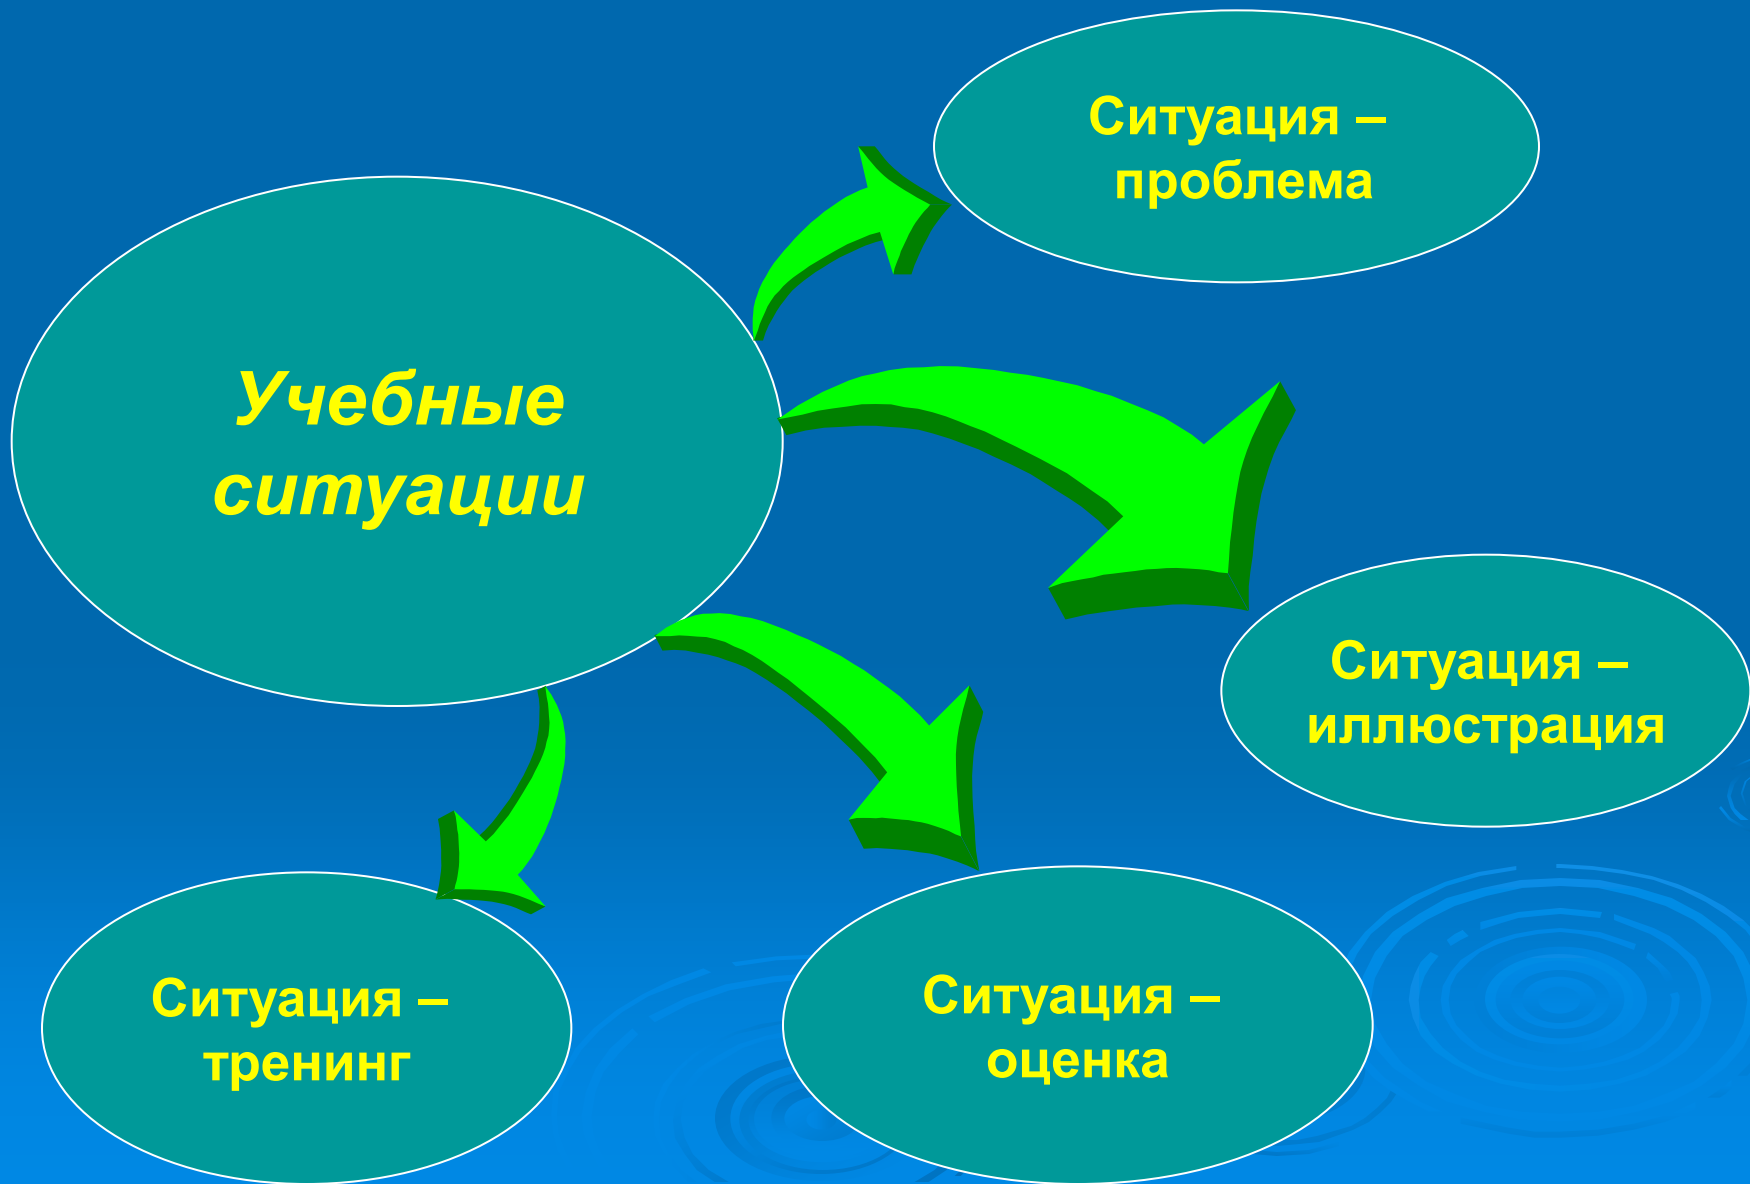 Учебные
ситуации
Ситуация –
проблема
Ситуация –
иллюстрация
Ситуация –
оценка
Ситуация –
тренинг